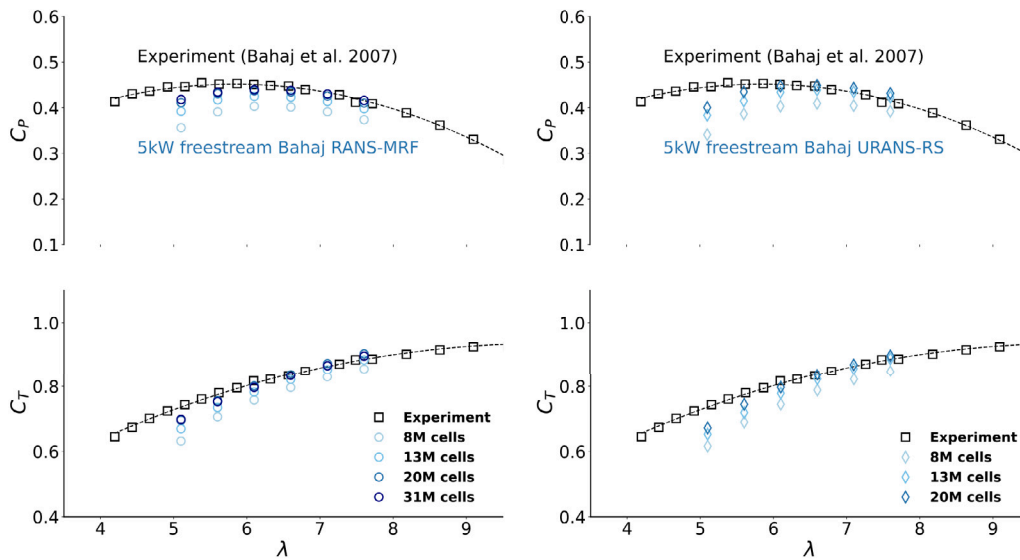 0.6
0.5
0.4
0.3
0.2
0.1
C_P
Experiment (Bahaj et al. 2007)
5kW freestream Bahaj RANS-MRF
0.6
0.5
0.4
0.3
0.2
0.1
C_P
Experiment (Bahaj et al. 2007)
5kW freestream Bahaj URANS-RS
1.0
0.8
0.6
0.4
C_T
Experiment
8M cells
13M cells
20M cells
31M cells
4 5 6 7 8 9
λ
1.0
0.8
0.6
0.4
C_T
Experiment
8M cells
13M cells
20M cells
4 5 6 7 8 9
λ